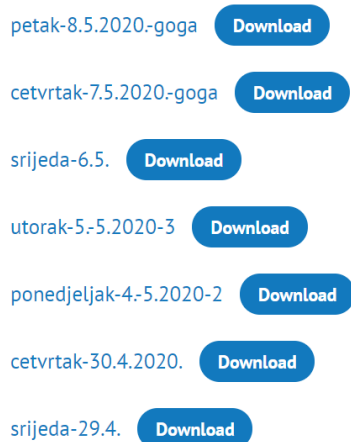 petak-8.5.2020.-goga Download
cetvrtak-7.5.2020.-goga Download
srijeda-6.5. Download
utorak-5.-5.2020-3 Download
ponedjeljak-4.-5.2020-2 Download
cetvrtak-30.4.2020. Download
srijeda-29.4. Download